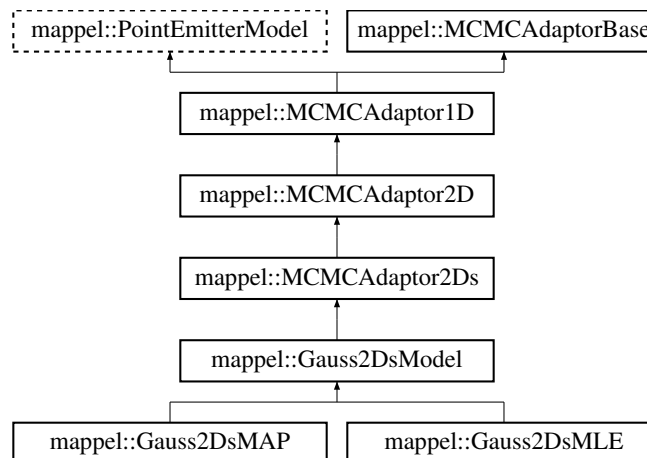 mappel::PointEmitterModel
mappel::MCMCAdaptorBase
mappel::MCMCAdaptor1D
mappel::MCMCAdaptor2D
mappel::MCMCAdaptor2Ds
mappel::Gauss2DsModel
mappel::Gauss2DsMAP
mappel::Gauss2DsMLE